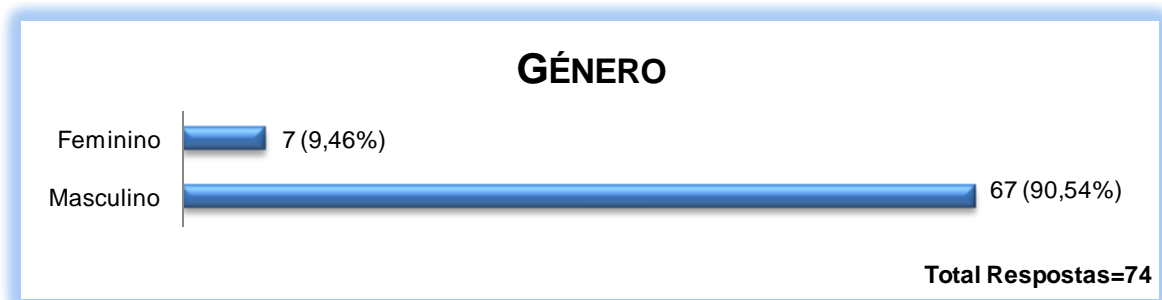 GÉNERO
Feminino 7 (9,46%)
Masculino 67 (90,54%)
Total Respostas=74